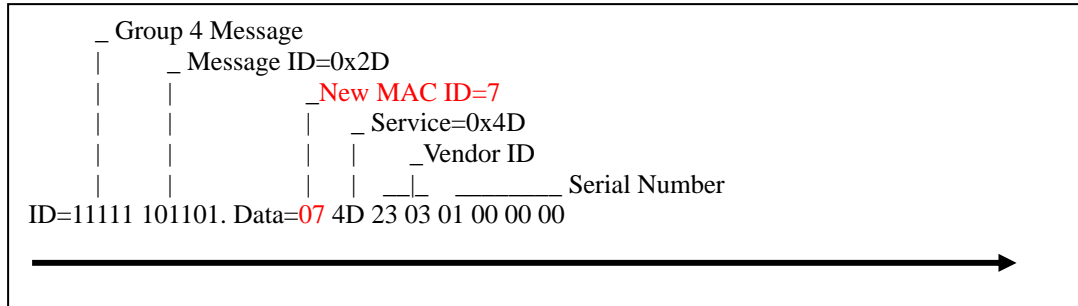 _ Group 4 Message
| _ Message ID=0x2D
| | _New MAC ID=7
| | | _ Service=0x4D
| | | | _Vendor ID
| | | | __|_ ________ Serial Number
ID=11111 101101. Data=07 4D 23 03 01 00 00 00